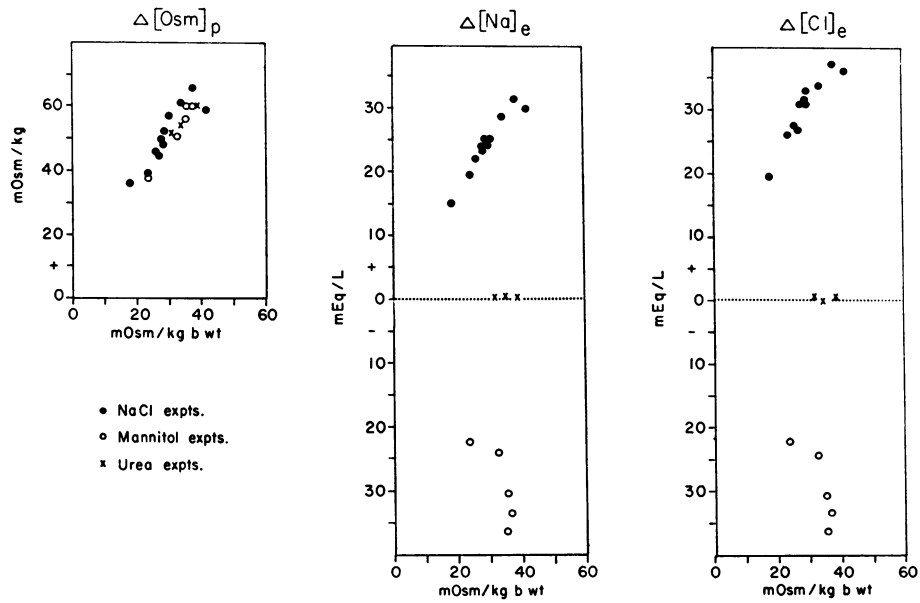 Δ[Osm]p
mOsm/kg
60
40
20
+
0
0 20 40 60
mOsm/kg b wt
● NaCl expts.
○ Mannitol expts.
x Urea expts.
Δ[Na]e
mEq/L
30
20
10
+
0
-
10
20
30
0 20 40 60
mOsm/kg b wt
Δ[Cl]e
mEq/L
30
20
10
+
0
-
10
20
30
0 20 40 60
mOsm/kg b wt